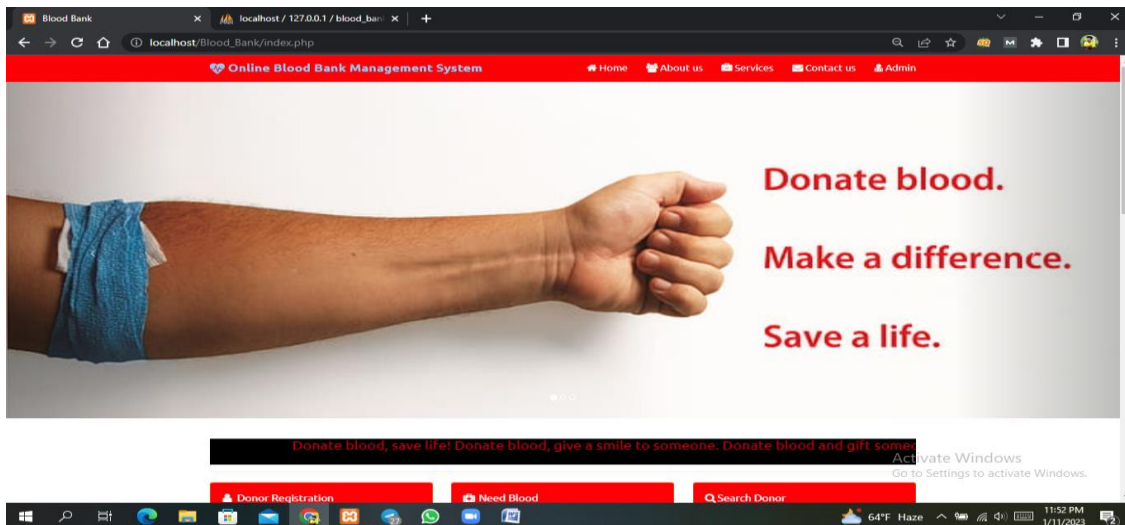 Blood Bank
localhost / 127.0.0.1 / blood_ban
localhost/Blood_Bank/index.php
Online Blood Bank Management System
Home
About us
Services
Contact us
Admin
Donate blood.
Make a difference.
Save a life.
Donate blood, save life! Donate blood, give a smile to someone. Donate blood and gift someo
Activate Windows
Go to Settings to activate Windows.
Donor Registration
Need Blood
Search Donor
64°F Haze
11:52 PM
1/11/2023